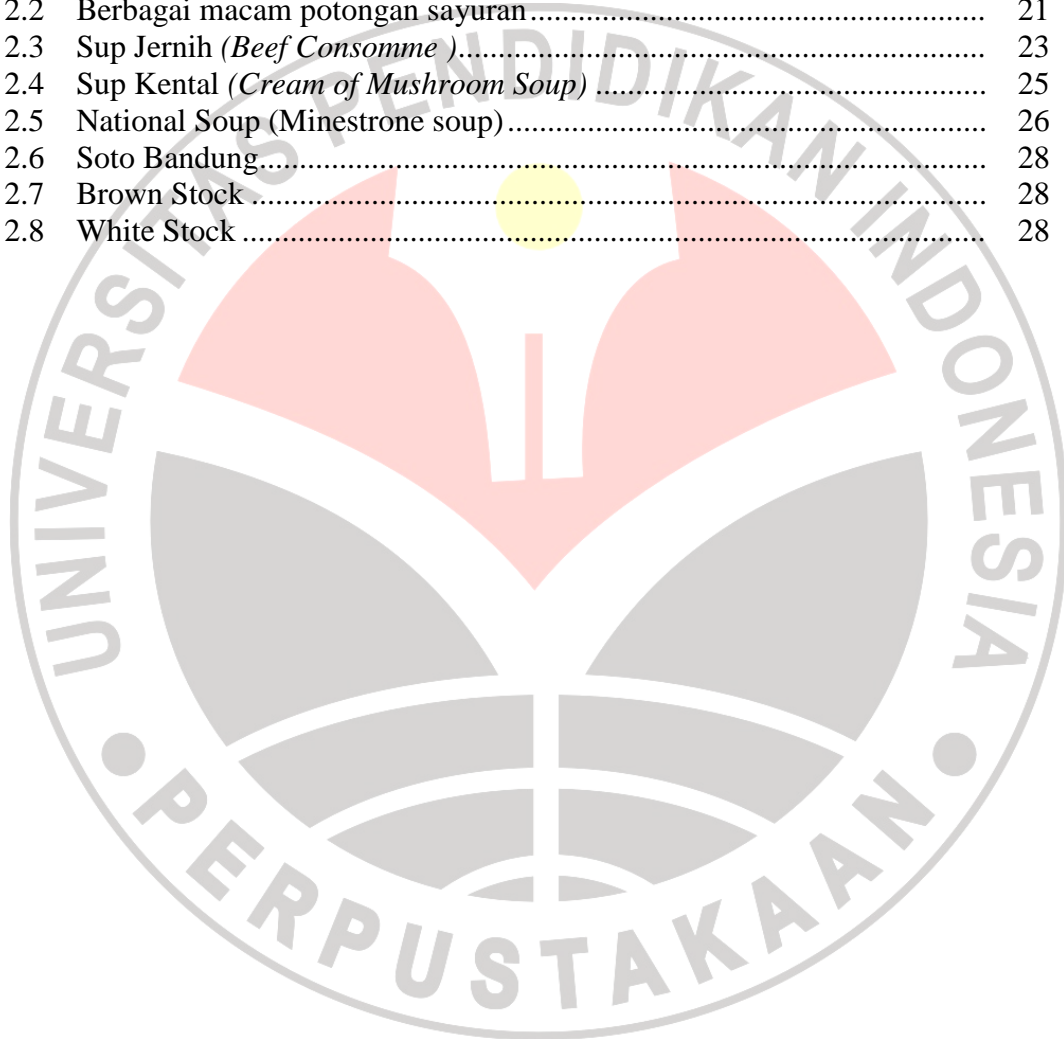 2.2 Berbagai macam potongan sayuran........................................................ 21
2.3 Sup Jernih (Beef Consomme )................................................................. 23
2.4 Sup Kental (Cream of Mushroom Soup) ................................................ 25
2.5 National Soup (Minestrone soup)........................................................... 26
2.6 Soto Bandung.......................................................................................... 28
2.7 Brown Stock ........................................................................................... 28
2.8 White Stock ............................................................................................ 28
UNIVERSITAS PENDIDIKAN INDONESIA
PERPUSTAKAAN